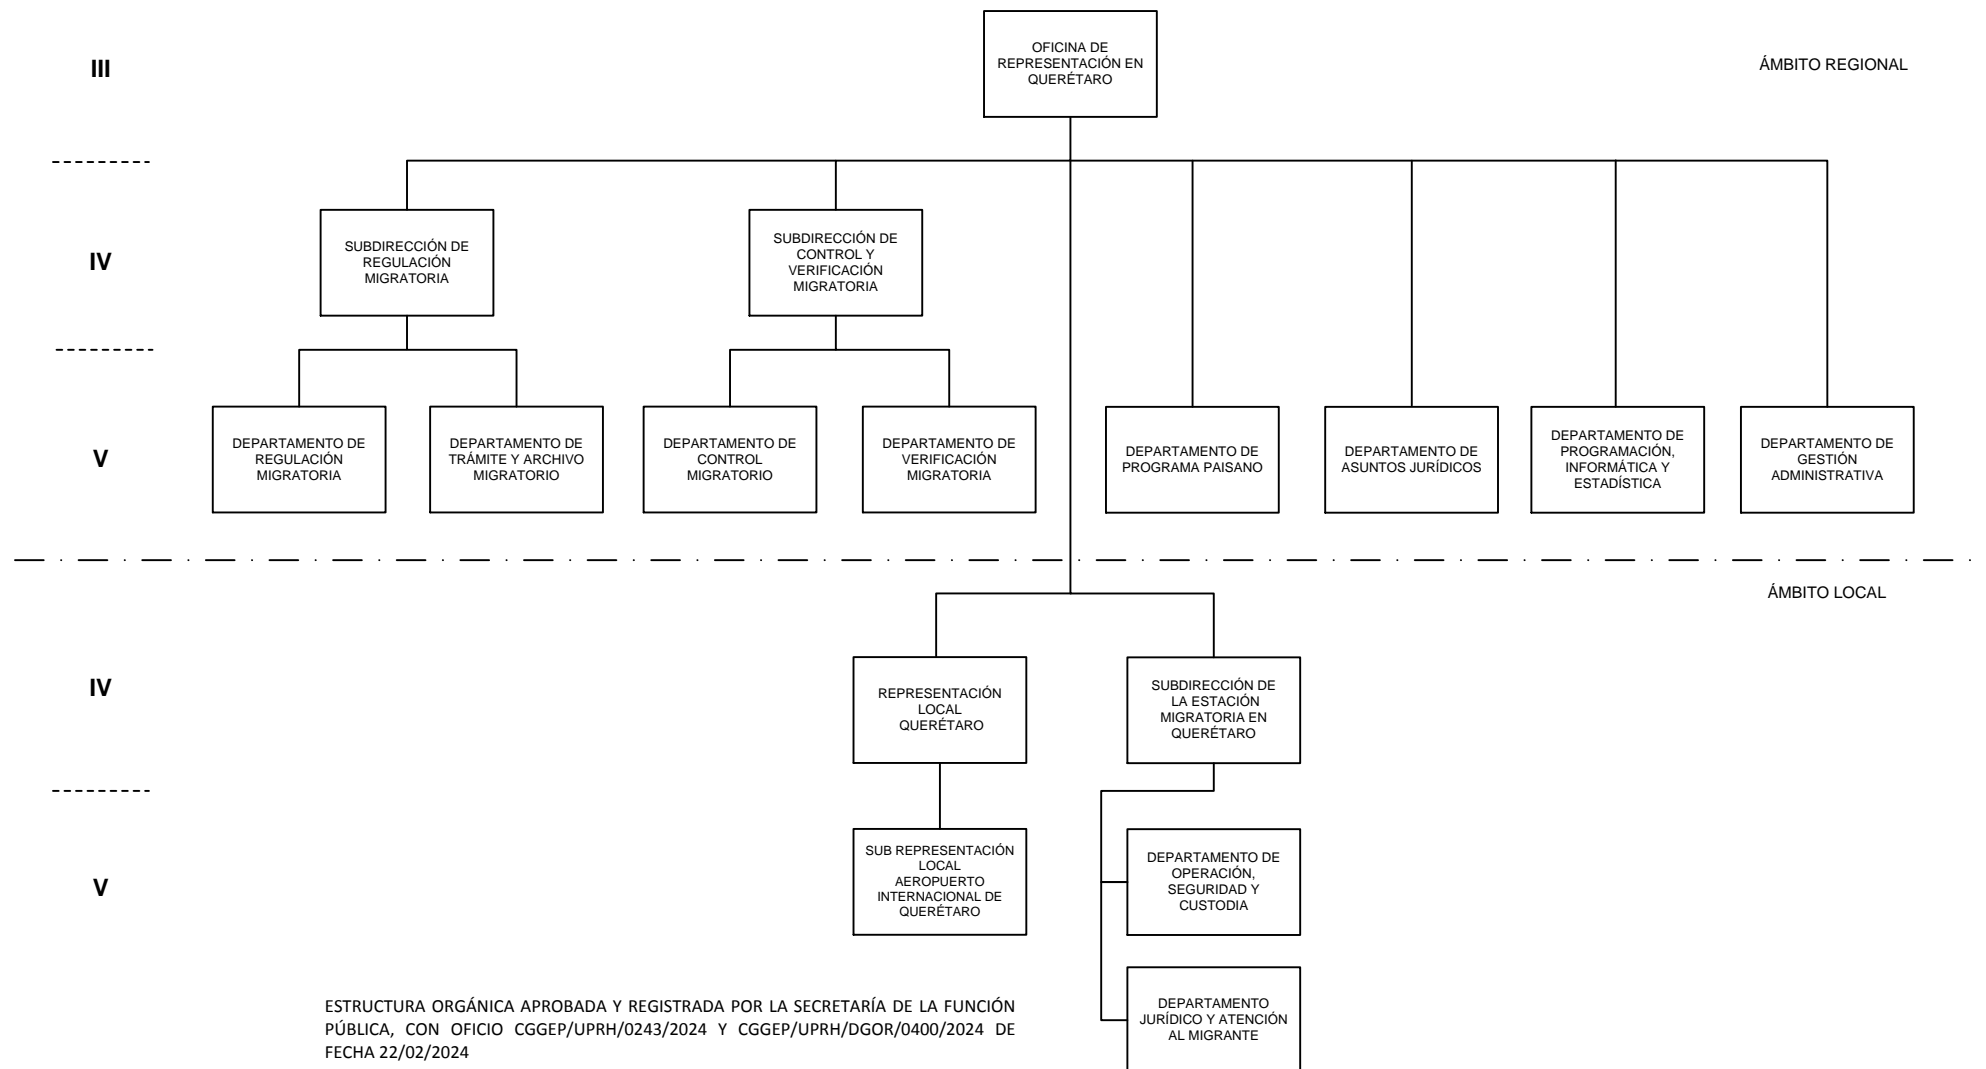 III
OFICINA DE
REPRESENTACIÓN EN
QUERÉTARO
ÁMBITO REGIONAL
IV
SUBDIRECCIÓN DE
REGULACIÓN
MIGRATORIA
SUBDIRECCIÓN DE
CONTROL Y
VERIFICACIÓN
MIGRATORIA
V
DEPARTAMENTO DE
REGULACIÓN
MIGRATORIA
DEPARTAMENTO DE
TRÁMITE Y ARCHIVO
MIGRATORIO
DEPARTAMENTO DE
CONTROL
MIGRATORIO
DEPARTAMENTO DE
VERIFICACIÓN
MIGRATORIA
DEPARTAMENTO DE
PROGRAMA PAISANO
DEPARTAMENTO DE
ASUNTOS JURÍDICOS
DEPARTAMENTO DE
PROGRAMACIÓN,
INFORMÁTICA Y
ESTADÍSTICA
DEPARTAMENTO DE
GESTIÓN
ADMINISTRATIVA
ÁMBITO LOCAL
IV
REPRESENTACIÓN
LOCAL
QUERÉTARO
SUBDIRECCIÓN DE
LA ESTACIÓN
MIGRATORIA EN
QUERÉTARO
V
SUB REPRESENTACIÓN
LOCAL
AEROPUERTO
INTERNACIONAL DE
QUERÉTARO
DEPARTAMENTO DE
OPERACIÓN,
SEGURIDAD Y
CUSTODIA
DEPARTAMENTO
JURÍDICO Y ATENCIÓN
AL MIGRANTE
ESTRUCTURA ORGÁNICA APROBADA Y REGISTRADA POR LA SECRETARÍA DE LA FUNCIÓN
PÚBLICA, CON OFICIO CGGEP/UPRH/0243/2024 Y CGGEP/UPRH/DGOR/0400/2024 DE
FECHA 22/02/2024